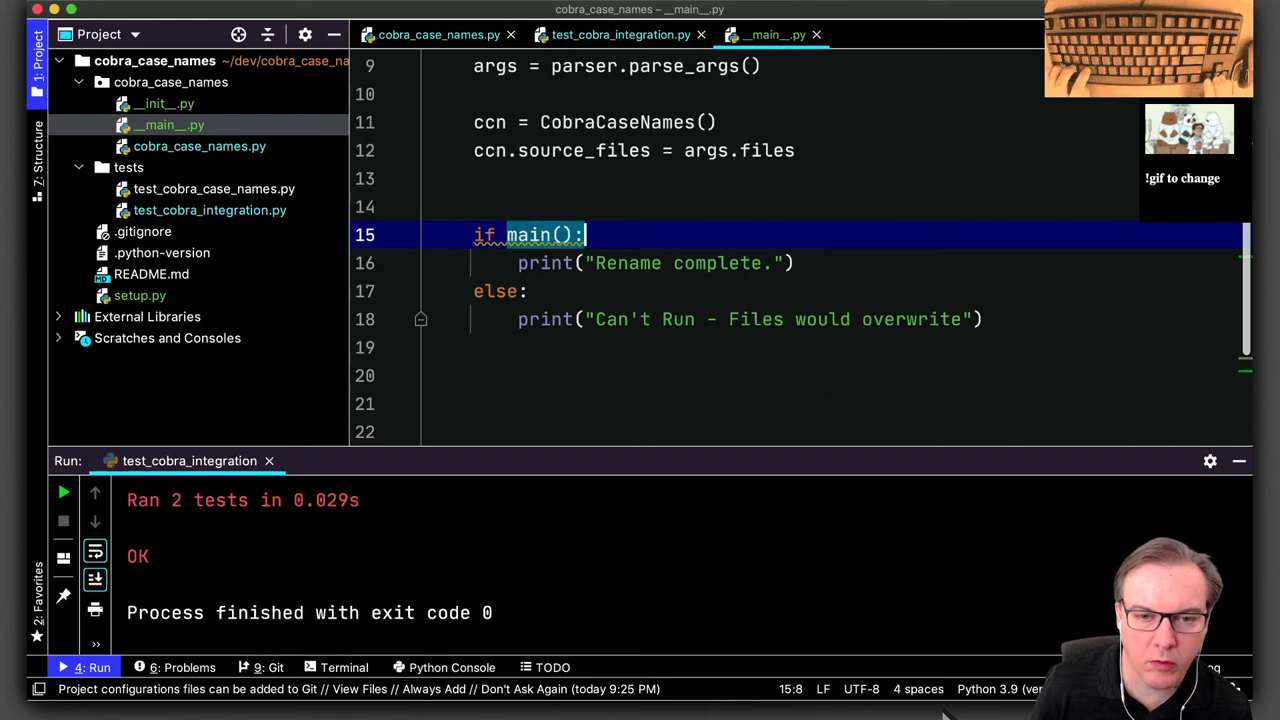 cobra_case_names – __main__.py
1: Project
Project
cobra_case_names.py
test_cobra_integration.py
__main__.py
cobra_case_names ~/dev/cobra_case_na
cobra_case_names
__init__.py
__main__.py
cobra_case_names.py
tests
test_cobra_case_names.py
test_cobra_integration.py
.gitignore
.python-version
README.md
setup.py
External Libraries
Scratches and Consoles
7: Structure
2: Favorites
9 args = parser.parse_args()
10
11 ccn = CobraCaseNames()
12 ccn.source_files = args.files
13
14
15 if main():
16 print("Rename complete.")
17 else:
18 print("Can't Run - Files would overwrite")
19
20
21
22
!gif to change
Run: test_cobra_integration
Ran 2 tests in 0.029s
OK
Process finished with exit code 0
4: Run
6: Problems
9: Git
Terminal
Python Console
TODO
Project configurations files can be added to Git // View Files // Always Add // Don't Ask Again (today 9:25 PM)
15:8 LF UTF-8 4 spaces Python 3.9